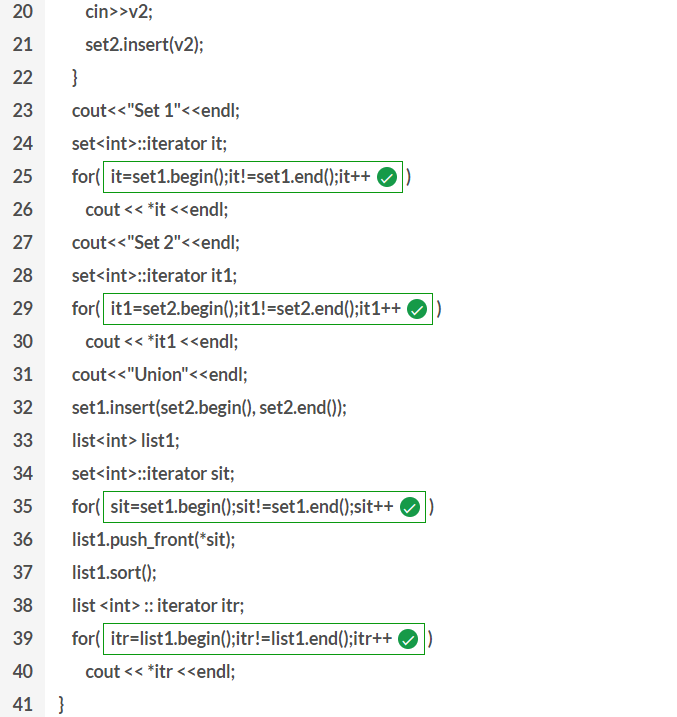 20 cin>>v2;
21 set2.insert(v2);
22 }
23 cout<<"Set 1"<<endl;
24 set<int>::iterator it;
25 for( it=set1.begin();it!=set1.end();it++ )
26 cout << *it <<endl;
27 cout<<"Set 2"<<endl;
28 set<int>::iterator it1;
29 for( it1=set2.begin();it1!=set2.end();it1++ )
30 cout << *it1 <<endl;
31 cout<<"Union"<<endl;
32 set1.insert(set2.begin(), set2.end());
33 list<int> list1;
34 set<int>::iterator sit;
35 for( sit=set1.begin();sit!=set1.end();sit++ )
36 list1.push_front(*sit);
37 list1.sort();
38 list <int> :: iterator itr;
39 for( itr=list1.begin();itr!=list1.end();itr++ )
40 cout << *itr <<endl;
41 }